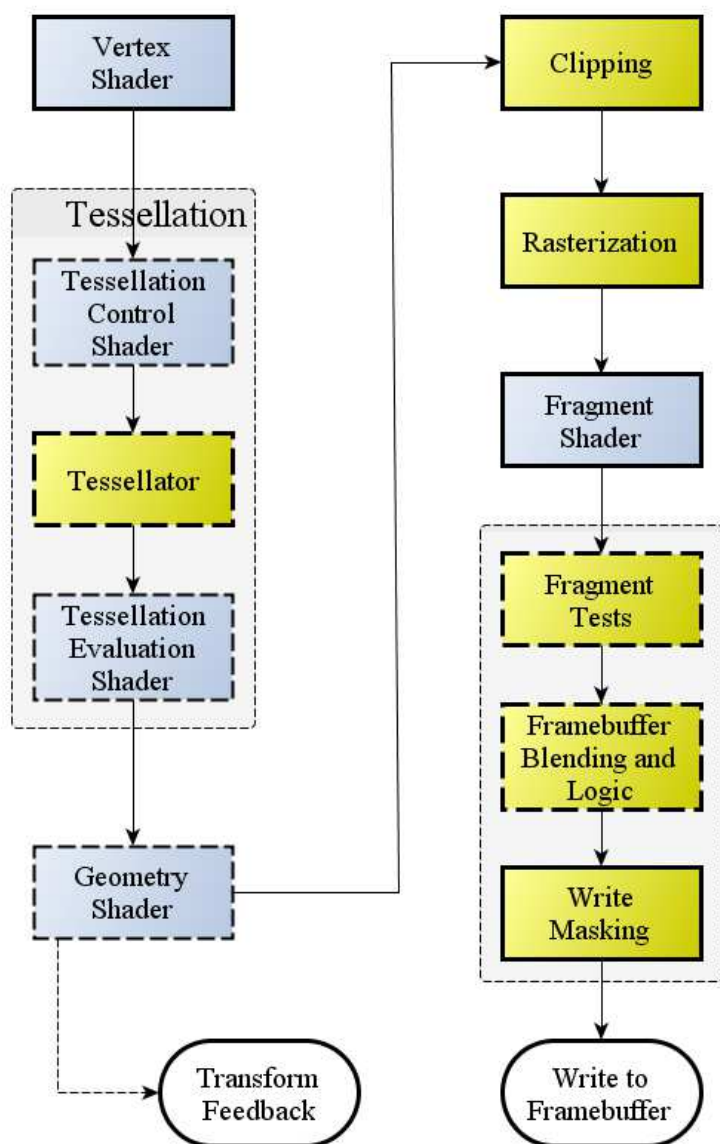 Vertex
Shader
Tessellation
Tessellation
Control
Shader
Tessellator
Tessellation
Evaluation
Shader
Geometry
Shader
Transform
Feedback
Clipping
Rasterization
Fragment
Shader
Fragment
Tests
Framebuffer
Blending and
Logic
Write
Masking
Write to
Framebuffer